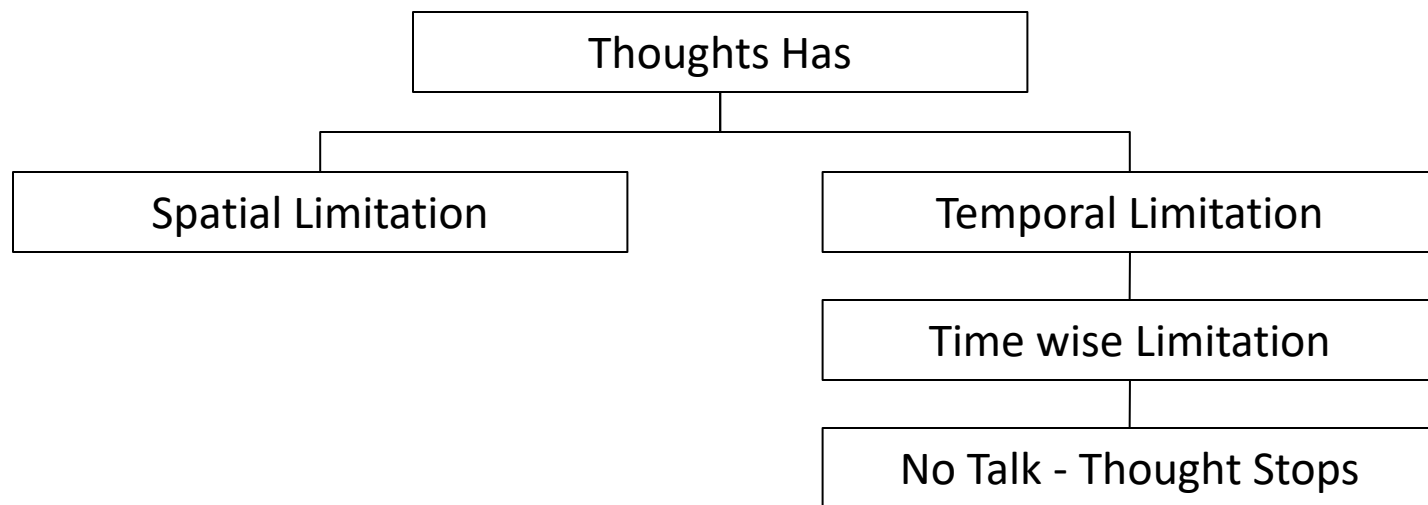 Thoughts Has
Spatial Limitation
Temporal Limitation
Time wise Limitation
No Talk - Thought Stops